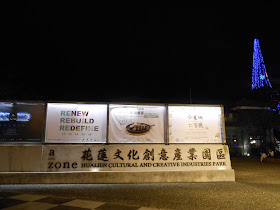 RENEW
REBUILD
REDEFINE
a
zone
花蓮文化創意產業園區
HUALIEN CULTURAL AND CREATIVE INDUSTRIES PARK